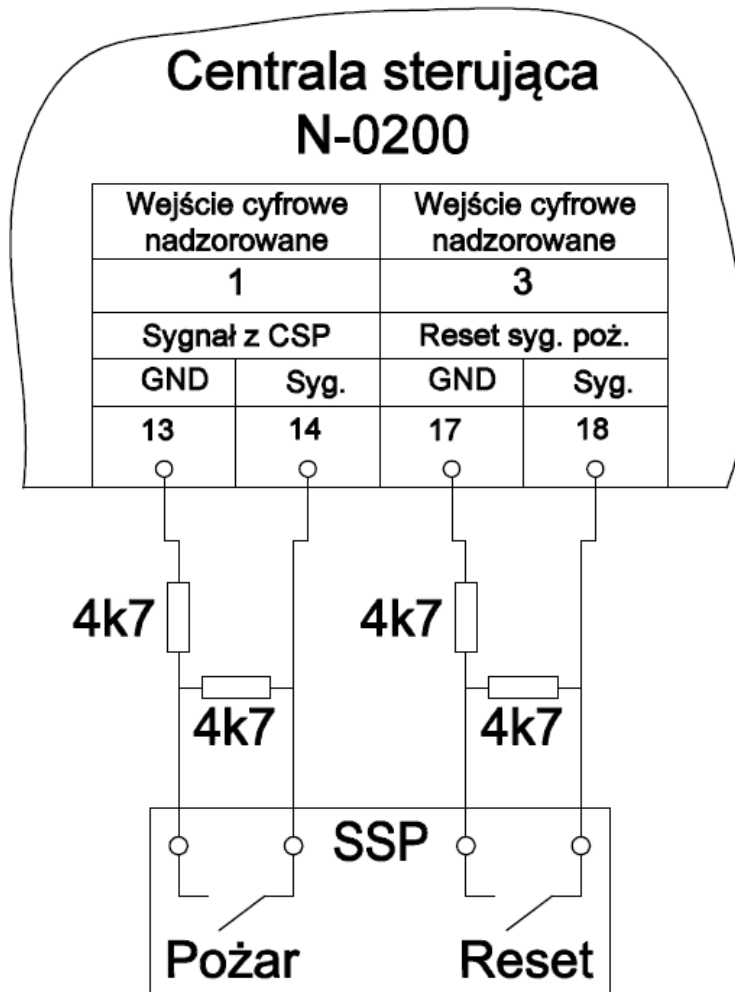 Centrala sterująca
N-0200
Wejście cyfrowe nadzorowane
Wejście cyfrowe nadzorowane
1
3
Sygnał z CSP
Reset syg. poż.
GND
Syg.
GND
Syg.
13
14
17
18
4k7
4k7
4k7
4k7
SSP
Pożar
Reset